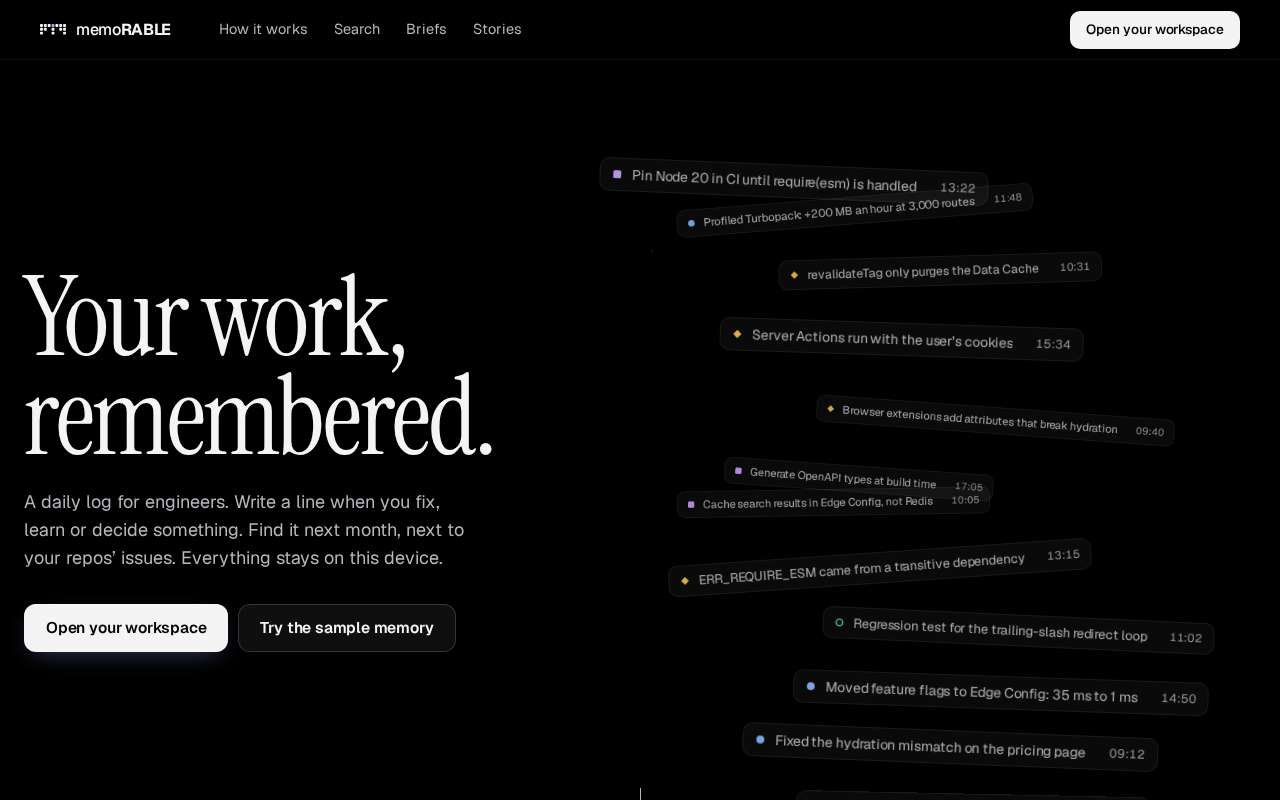 memoRABLE
How it works
Search
Briefs
Stories
Open your workspace
Pin Node 20 in CI until require(esm) is handled 13:22
Profiled Turbopack: +200 MB an hour at 3,000 routes 11:48
revalidateTag only purges the Data Cache 10:31
Server Actions run with the user's cookies 15:34
Browser extensions add attributes that break hydration 09:40
Generate OpenAPI types at build time 17:05
Cache search results in Edge Config, not Redis 10:05
ERR_REQUIRE_ESM came from a transitive dependency 13:15
Regression test for the trailing-slash redirect loop 11:02
Moved feature flags to Edge Config: 35 ms to 1 ms 14:50
Fixed the hydration mismatch on the pricing page 09:12
Your work,
remembered.
A daily log for engineers. Write a line when you fix,
learn or decide something. Find it next month, next to
your repos’ issues. Everything stays on this device.
Open your workspace
Try the sample memory